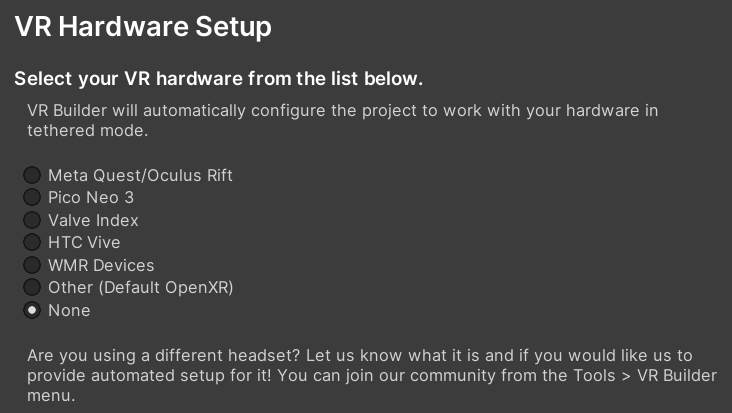 VR Hardware Setup
Select your VR hardware from the list below.
VR Builder will automatically configure the project to work with your hardware in
tethered mode.
Meta Quest/Oculus Rift
Pico Neo 3
Valve Index
HTC Vive
WMR Devices
Other (Default OpenXR)
None
Are you using a different headset? Let us know what it is and if you would like us to
provide automated setup for it! You can join our community from the Tools > VR Builder
menu.